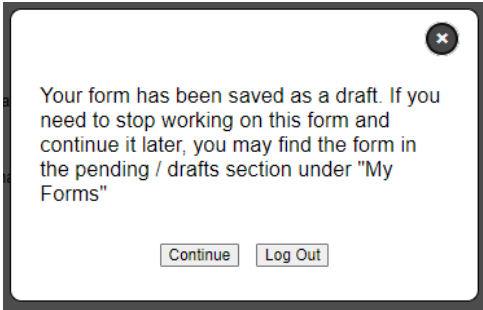 Your form has been saved as a draft. If you
need to stop working on this form and
continue it later, you may find the form in
the pending / drafts section under "My
Forms"
Continue Log Out